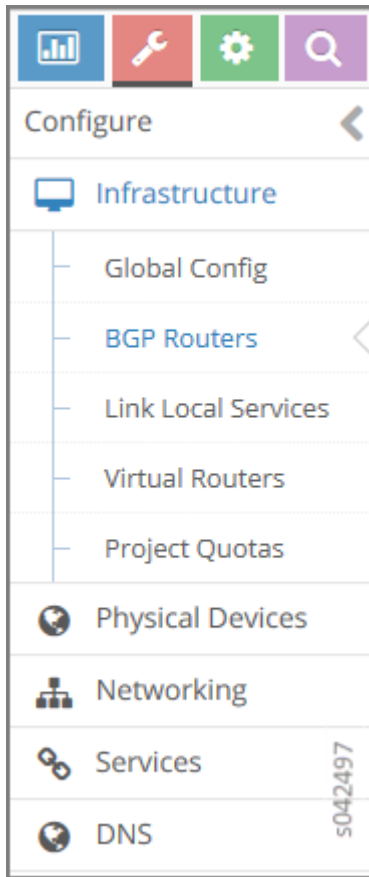 Configure
Infrastructure
Global Config
BGP Routers
Link Local Services
Virtual Routers
Project Quotas
Physical Devices
Networking
Services
DNS
s042497